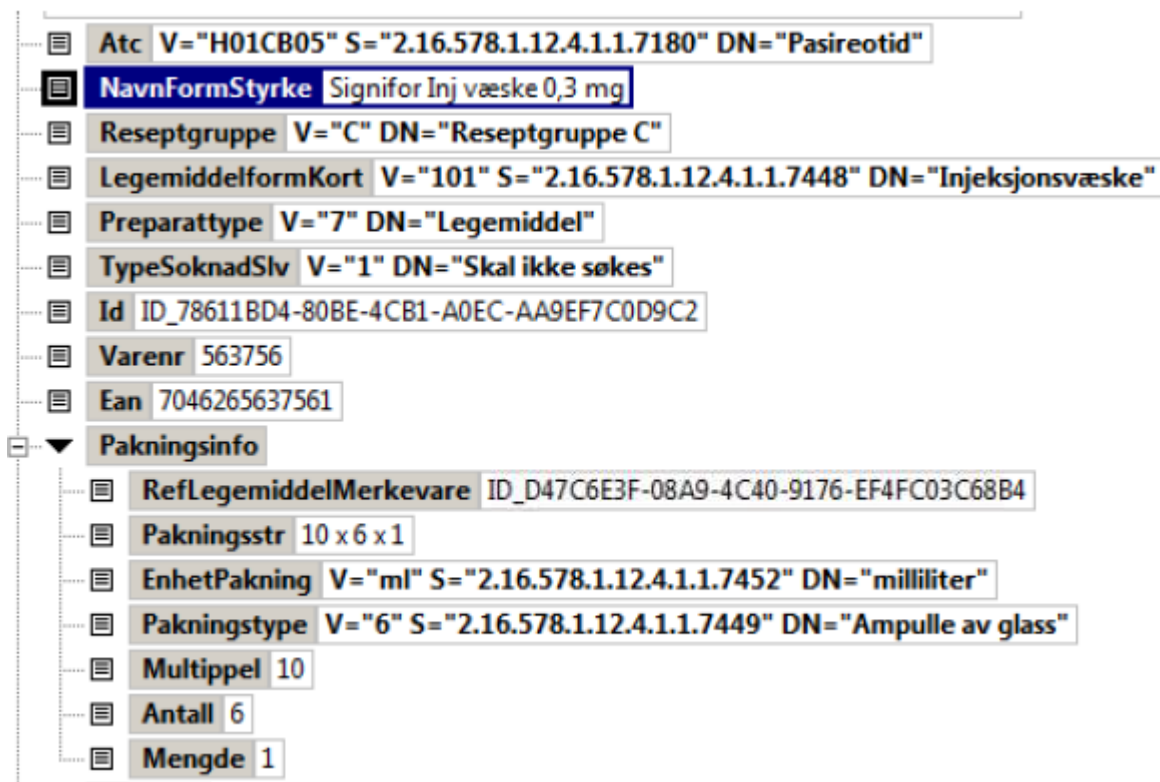 Atc V="H01CB05" S="2.16.578.1.12.4.1.1.7180" DN="Pasireotid"
NavnFormStyrke Signifor Inj væske 0,3 mg
Reseptgruppe V="C" DN="Reseptgruppe C"
LegemiddelformKort V="101" S="2.16.578.1.12.4.1.1.7448" DN="Injeksjonsvæske"
Preparattype V="7" DN="Legemiddel"
TypeSoknadSlv V="1" DN="Skal ikke søkes"
Id ID_78611BD4-80BE-4CB1-A0EC-AA9EF7C0D9C2
Varenr 563756
Ean 7046265637561
Pakningsinfo
RefLegemiddelMerkevare ID_D47C6E3F-08A9-4C40-9176-EF4FC03C68B4
Pakningsstr 10 x 6 x 1
EnhetPakning V="ml" S="2.16.578.1.12.4.1.1.7452" DN="milliliter"
Pakningstype V="6" S="2.16.578.1.12.4.1.1.7449" DN="Ampulle av glass"
Multippel 10
Antall 6
Mengde 1